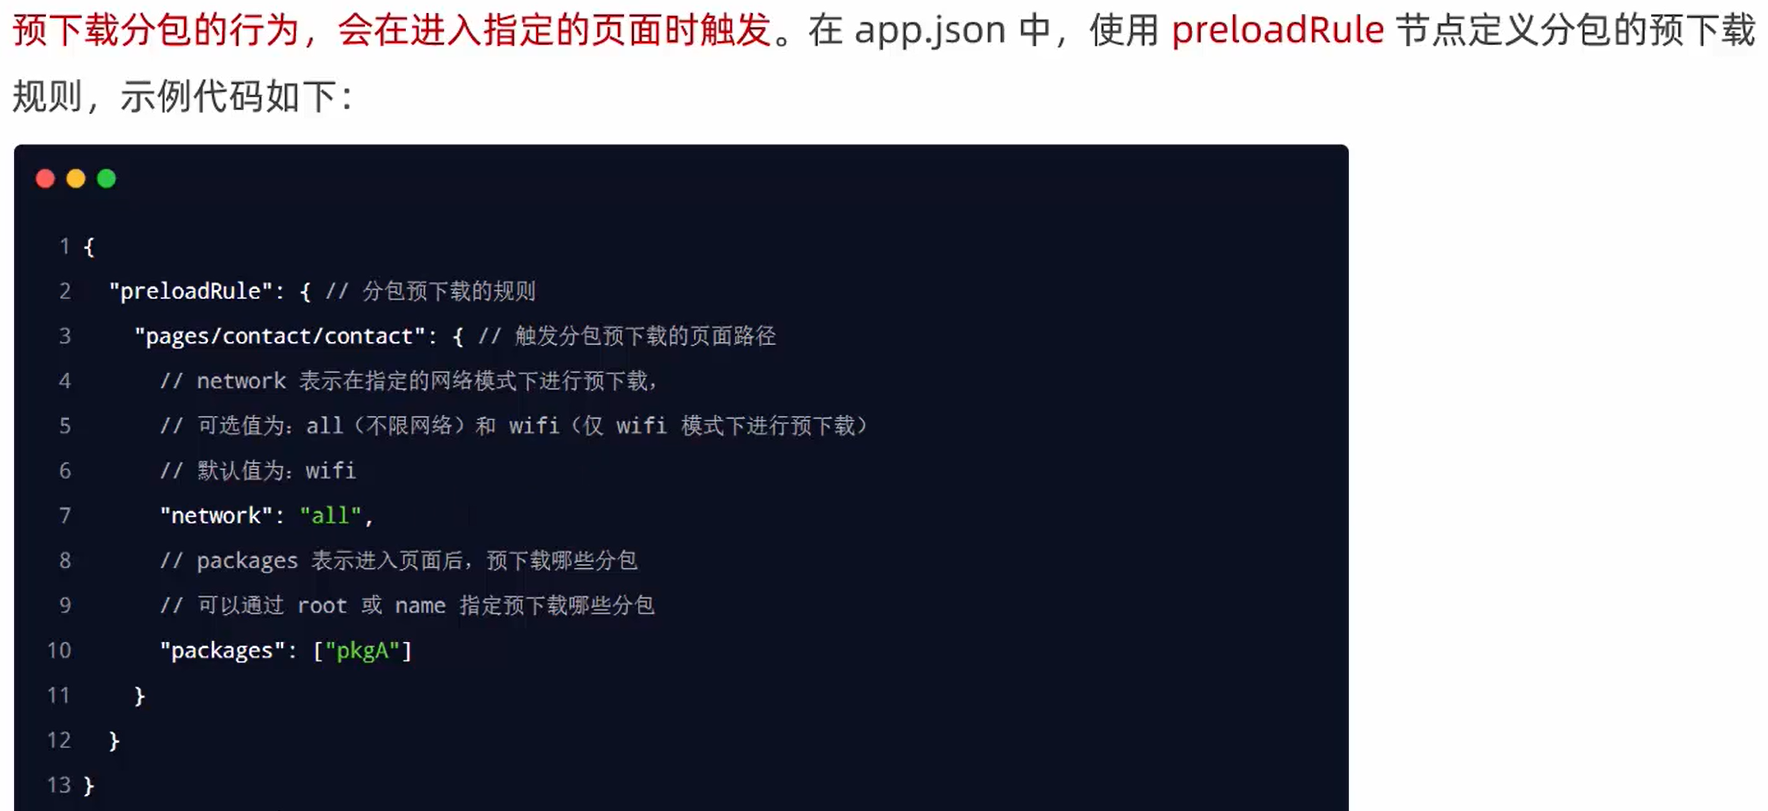 预下载分包的行为，会在进入指定的页面时触发。在 app.json 中，使用 preloadRule 节点定义分包的预下载
规则，示例代码如下：
1 {
2 "preloadRule": { // 分包预下载的规则
3 "pages/contact/contact": { // 触发分包预下载的页面路径
4 // network 表示在指定的网络模式下进行预下载，
5 // 可选值为：all（不限网络）和 wifi（仅 wifi 模式下进行预下载）
6 // 默认值为：wifi
7 "network": "all",
8 // packages 表示进入页面后，预下载哪些分包
9 // 可以通过 root 或 name 指定预下载哪些分包
10 "packages": ["pkgA"]
11 }
12 }
13 }